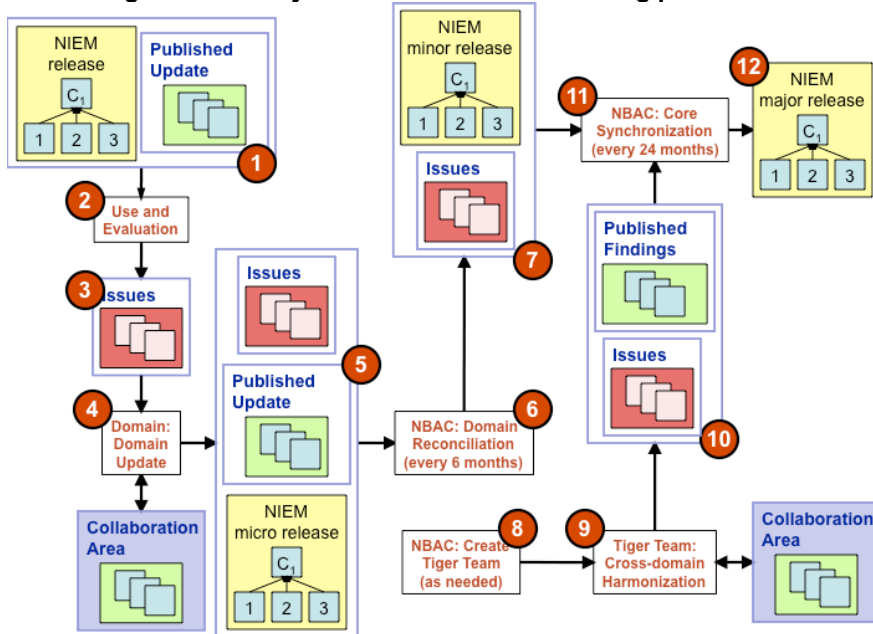 NIEM
release
C1
1 2 3
Published
Update
1
2
Use and
Evaluation
3
Issues
4
Domain:
Domain
Update
Collaboration
Area
Issues
5
Published
Update
NIEM
micro release
C1
1 2 3
6
NBAC: Domain
Reconciliation
(every 6 months)
NIEM
minor release
C1
1 2 3
Issues
7
8
NBAC: Create
Tiger Team
(as needed)
9
Tiger Team:
Cross-domain
Harmonization
Collaboration
Area
Published
Findings
Issues
10
11
NBAC: Core
Synchronization
(every 24 months)
12
NIEM
major release
C1
1 2 3